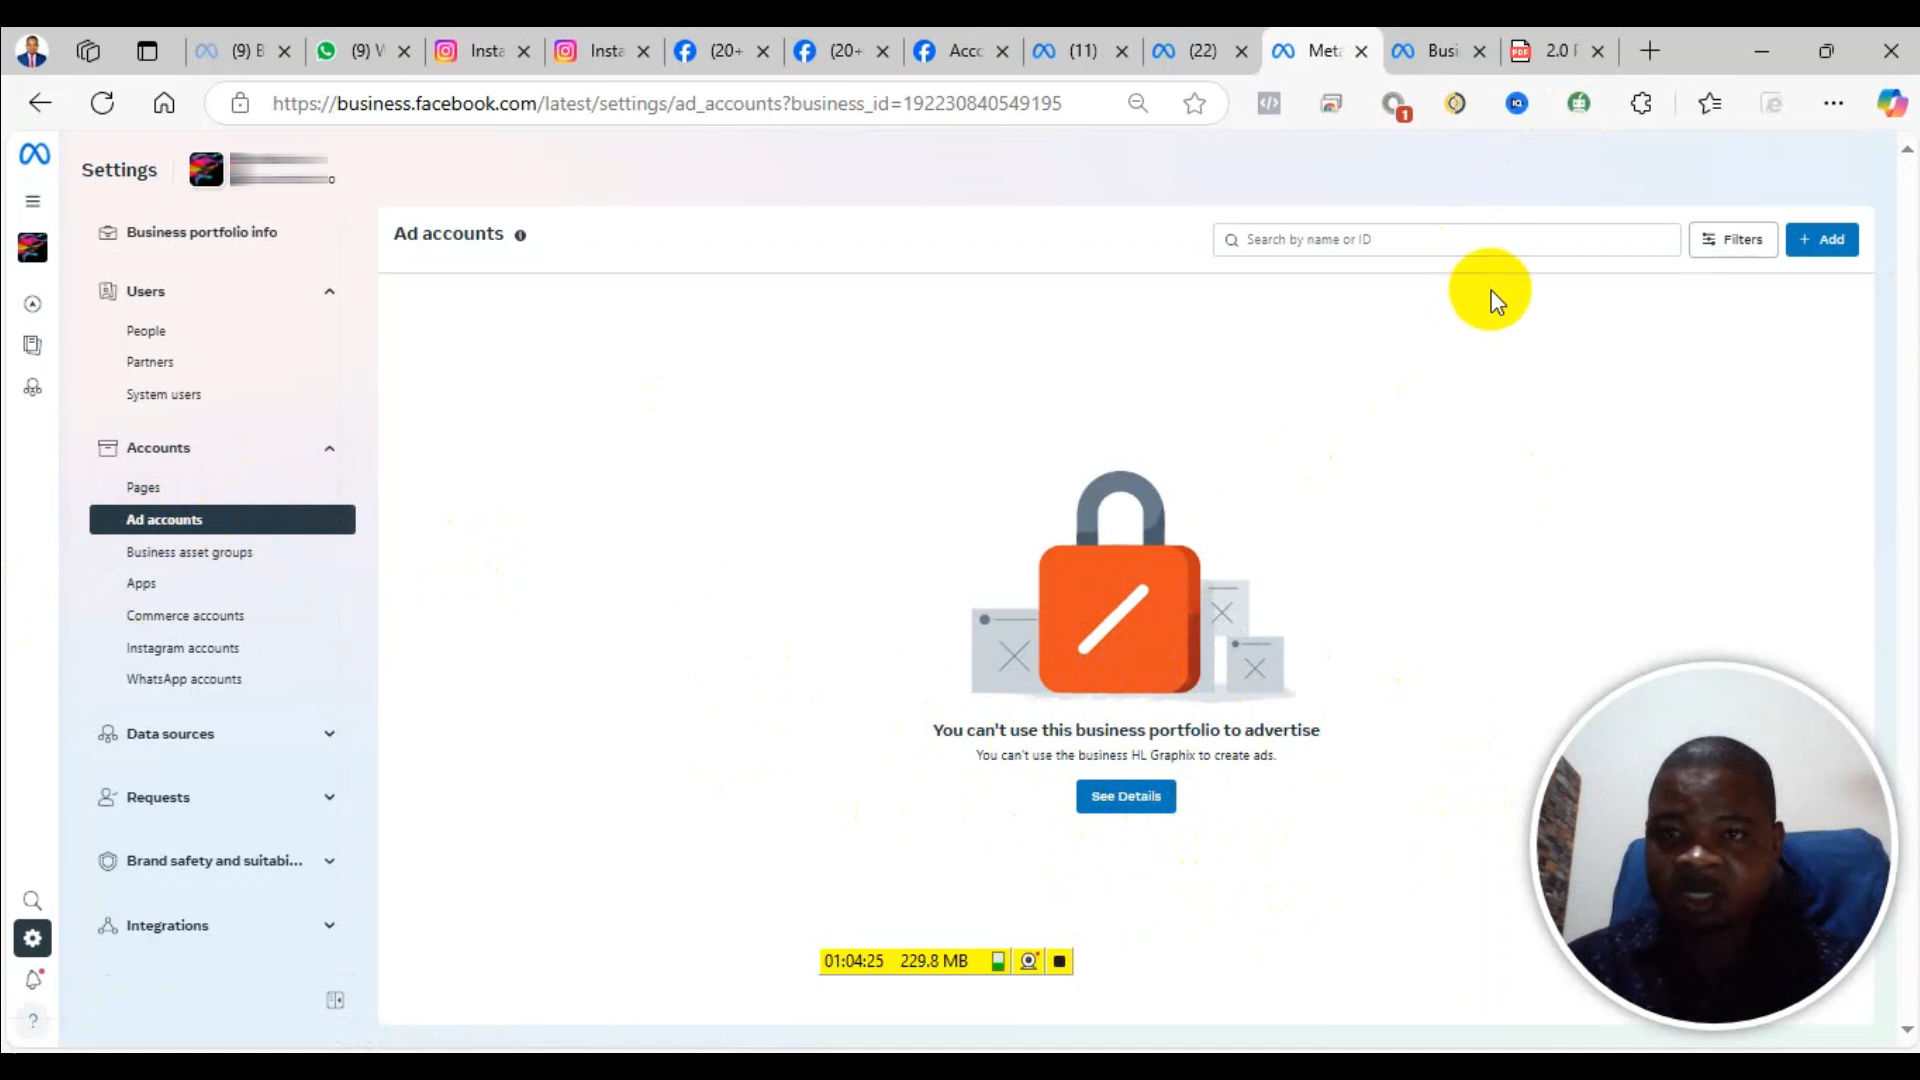 (9) B
(9) V
Insta
Insta
(20+
(20+
Acco
(11)
(22)
Meta
Busi
PDF
2.0 F
https://business.facebook.com/latest/settings/ad_accounts?business_id=192230840549195
1
Settings
Business portfolio info
Users
People
Partners
System users
Accounts
Pages
Ad accounts
Business asset groups
Apps
Commerce accounts
Instagram accounts
WhatsApp accounts
Data sources
Requests
Brand safety and suitabi...
Integrations
Ad accounts
Search by name or ID
Filters
+ Add
You can't use this business portfolio to advertise
You can't use the business HL Graphix to create ads.
See Details
01:04:25 229.8 MB